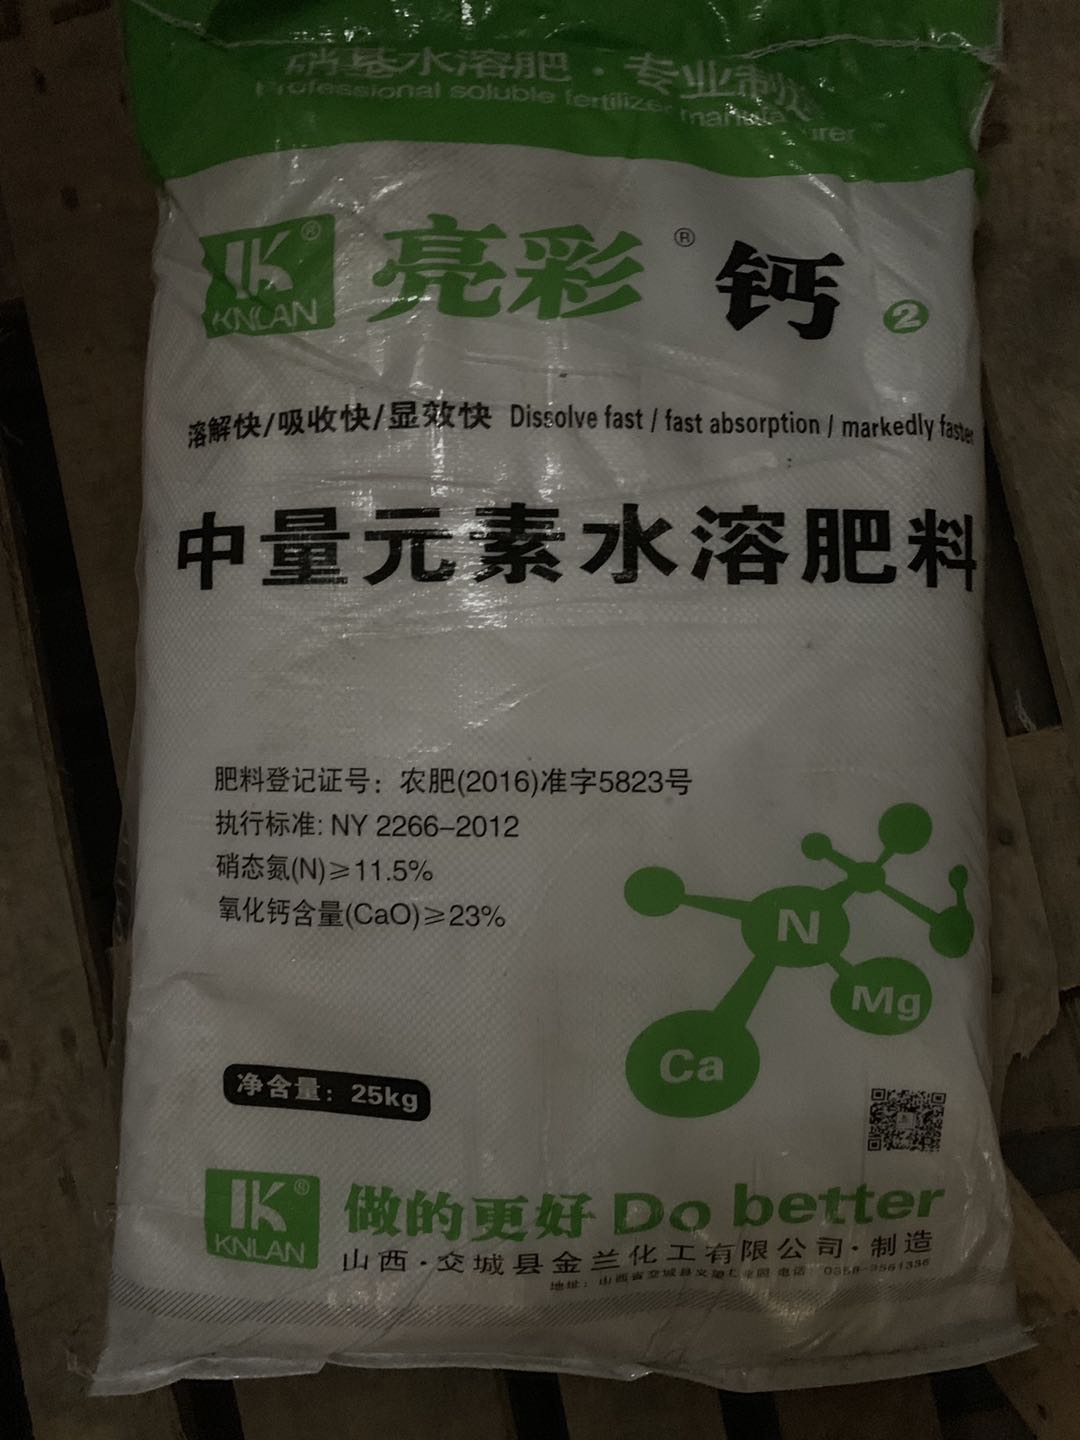 硝基水溶肥·专业制造
Professional soluble fertilizer manufacturer
K®
KNLAN
亮彩® 钙 2
溶解快/吸收快/显效快 Dissolve fast / fast absorption / markedly faster
中量元素水溶肥料
肥料登记证号：农肥(2016)准字5823号
执行标准: NY 2266-2012
硝态氮(N)≥11.5%
氧化钙含量(CaO)≥23%
N
Mg
Ca
净含量：25kg
K®
KNLAN
做的更好 Do better
山西·交城县金兰化工有限公司·制造
地址：山西省交城县 电话：0358-3561336